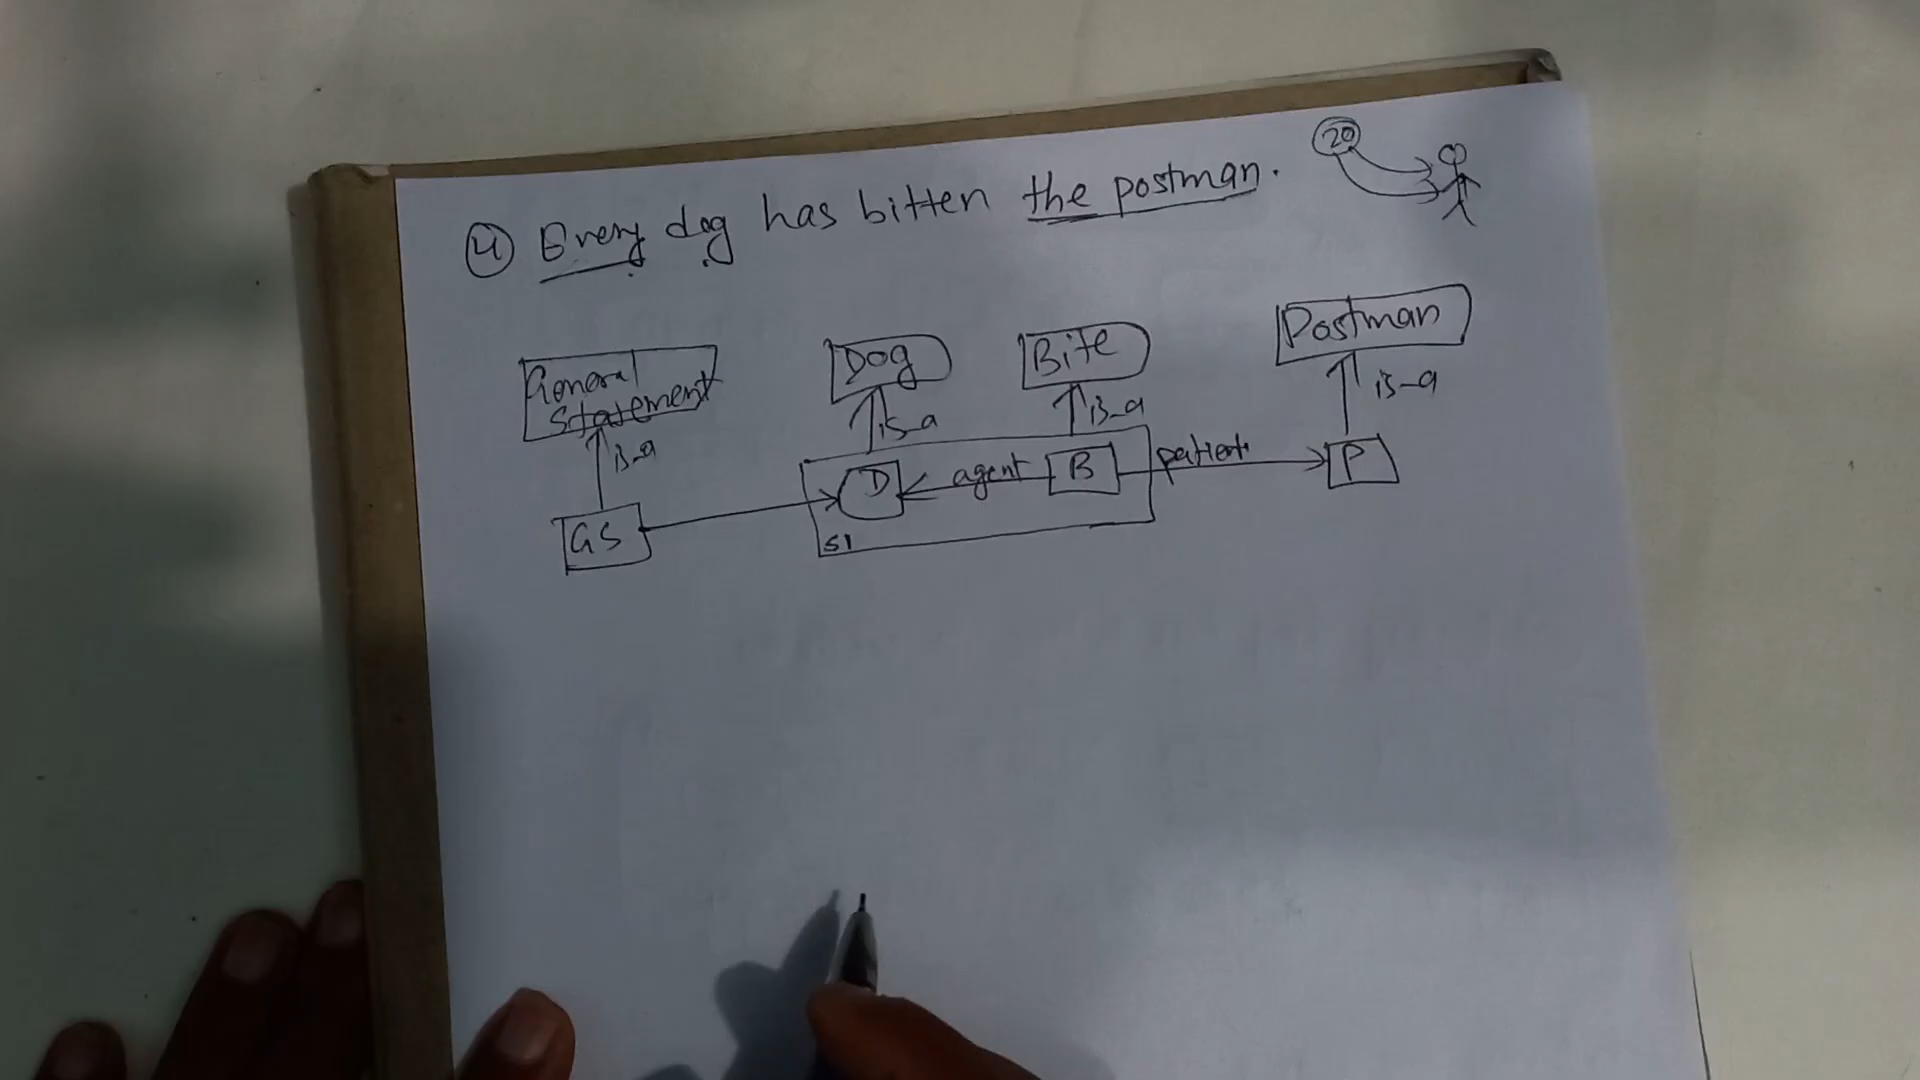 ④ Every dog has bitten the postman.
20
General Statement
Dog
Bite
Postman
is-a
is-a
is-a
is-a
GS
D
agent
B
patient
P
S1